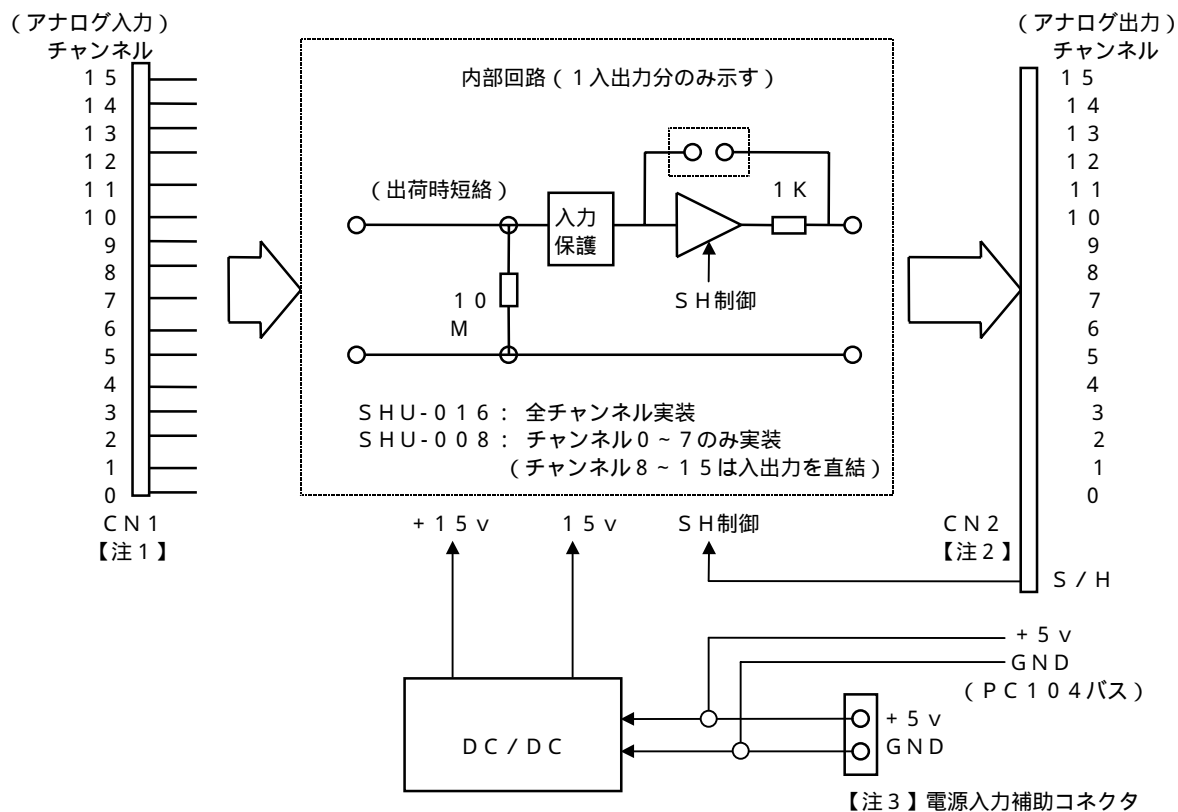 (アナログ入力)
チャンネル
15
14
13
12
11
10
9
8
7
6
5
4
3
2
1
0
CN1
【注1】
内部回路(1入出力分のみ示す)
(出荷時短絡)
入力
保護
1K
10
M
SH制御
SHU-016: 全チャンネル実装
SHU-008: チャンネル0~7のみ実装
(チャンネル8~15は入出力を直結)
+15v
15v
SH制御
(アナログ出力)
チャンネル
15
14
13
12
11
10
9
8
7
6
5
4
3
2
1
0
CN2
【注2】
S/H
+5v
GND
(PC104バス)
DC/DC
+5v
GND
【注3】電源入力補助コネクタ